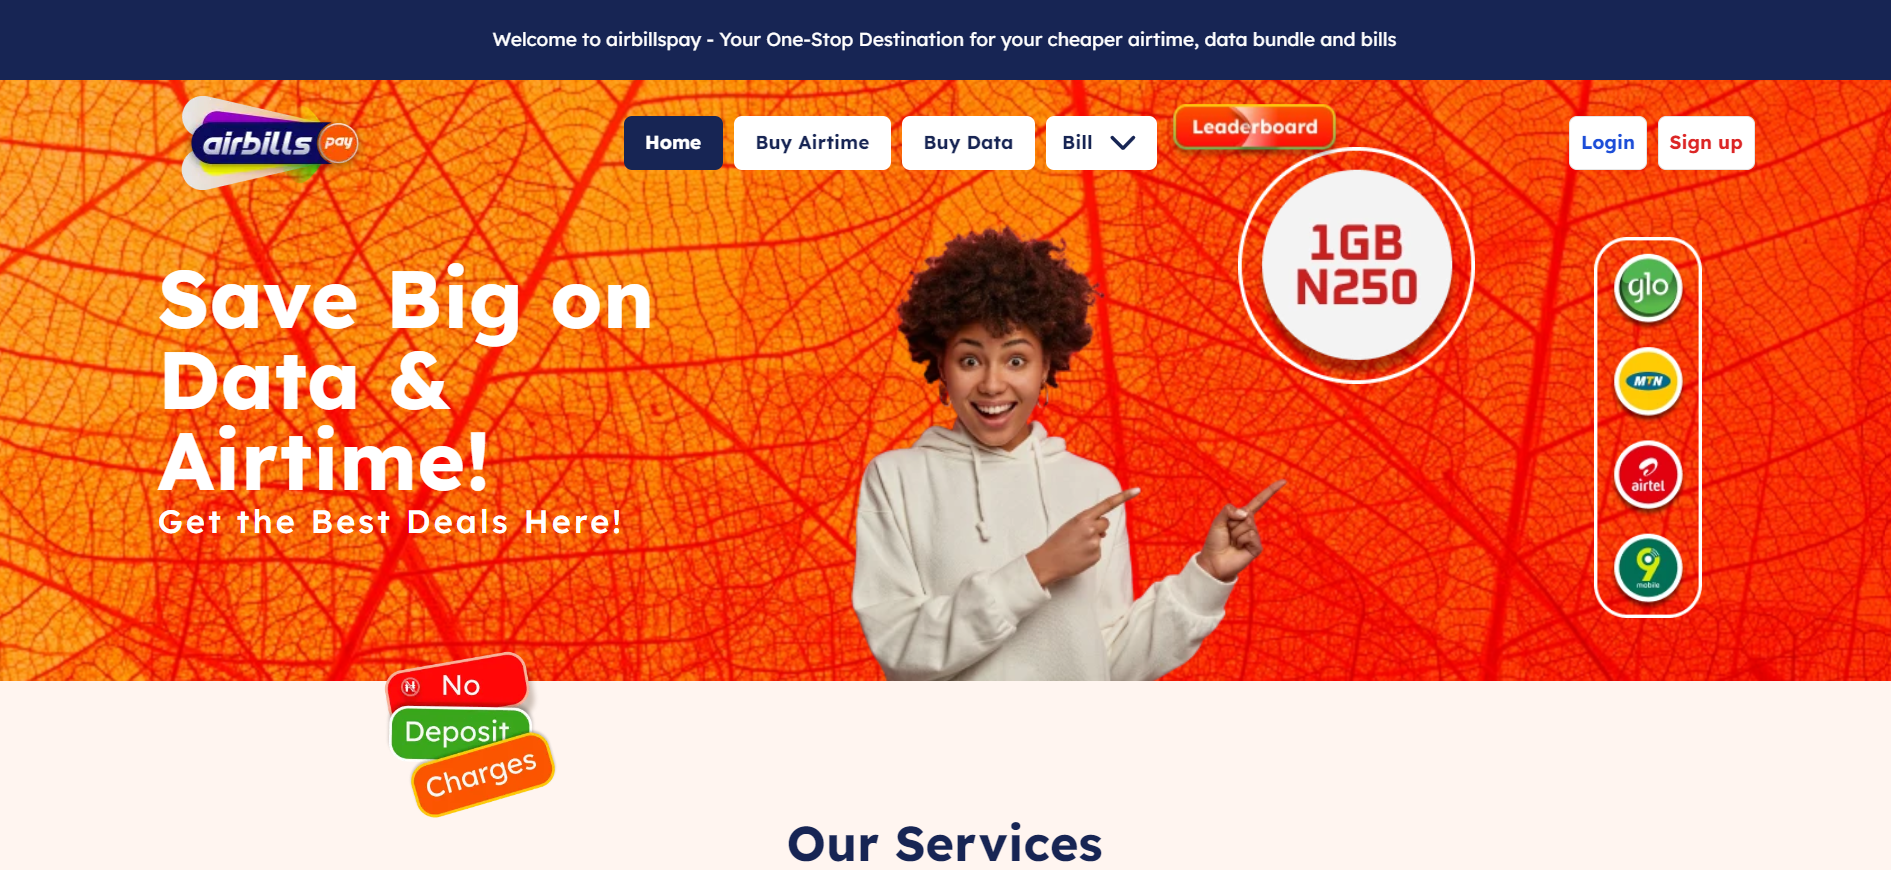 Welcome to airbillspay - Your One-Stop Destination for your cheaper airtime, data bundle and bills
airbills pay
Home
Buy Airtime
Buy Data
Bill
Leaderboard
Login
Sign up
1GB
N250
Save Big on
Data &
Airtime!
Get the Best Deals Here!
glo
MTN
airtel
9
mobile
No
Deposit
Charges
Our Services